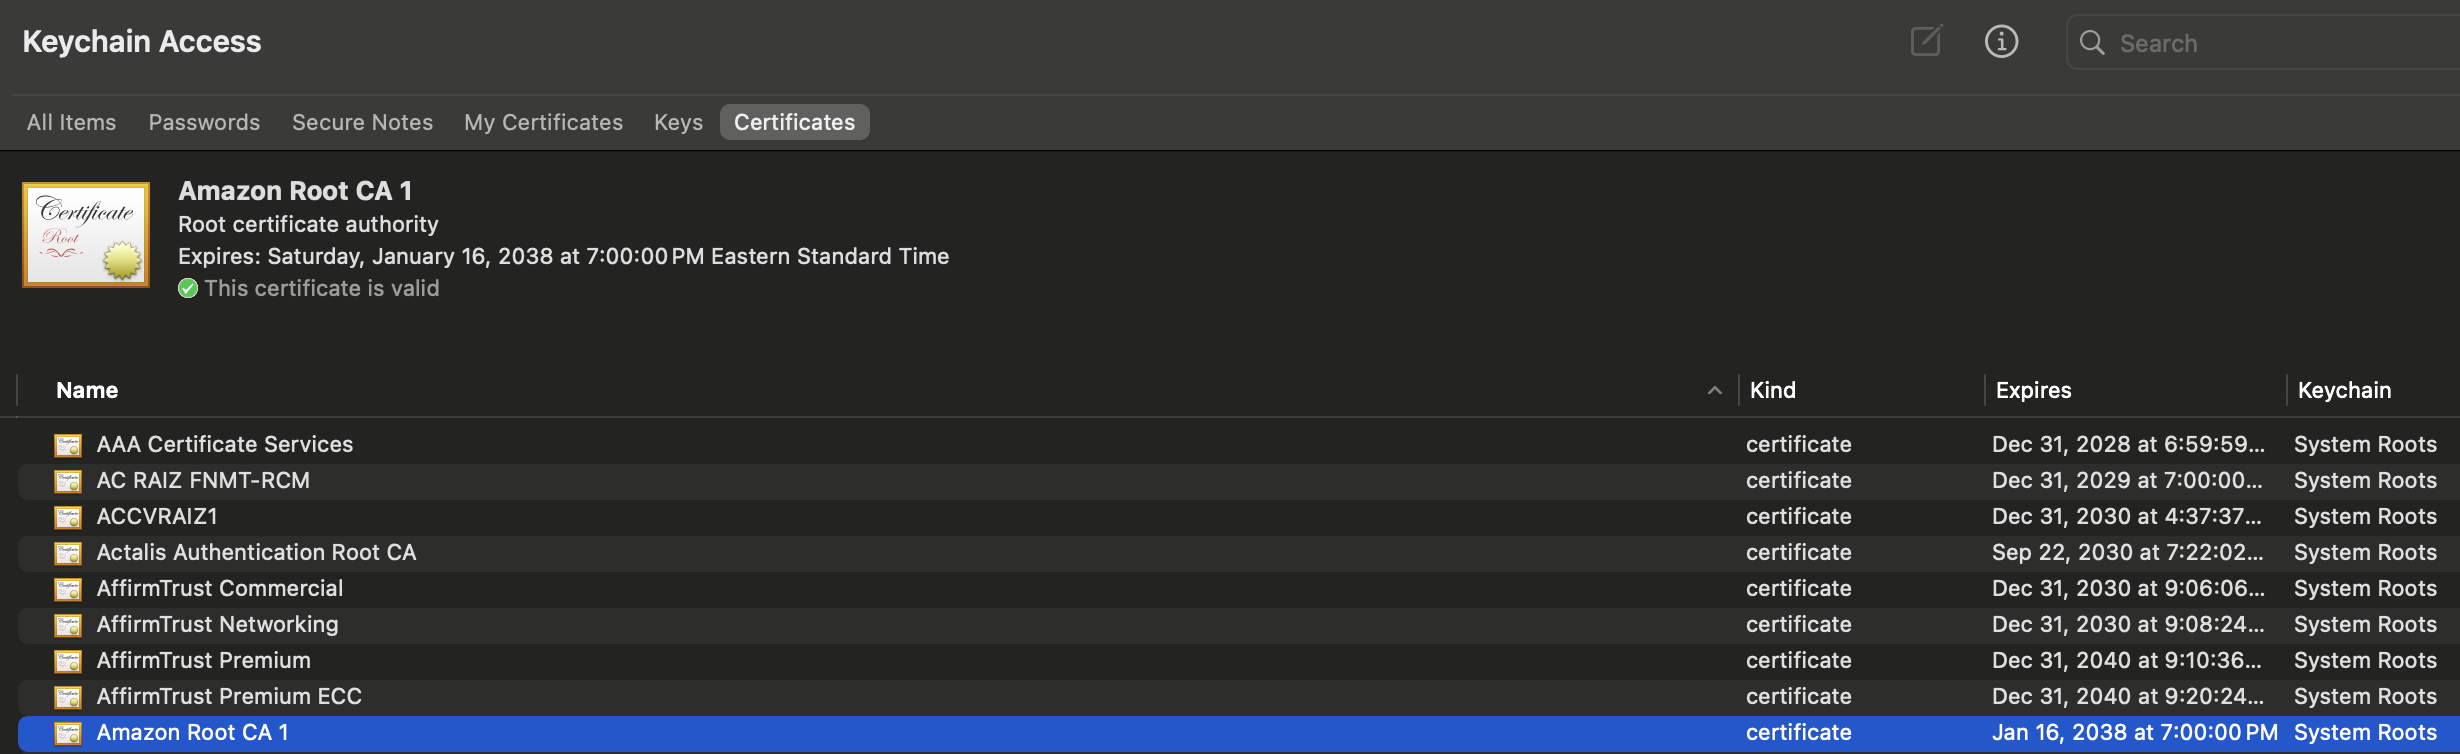 Keychain Access
Search
All Items Passwords Secure Notes My Certificates Keys Certificates
Certificate
Root
Amazon Root CA 1
Root certificate authority
Expires: Saturday, January 16, 2038 at 7:00:00 PM Eastern Standard Time
This certificate is valid
Name Kind Expires Keychain
AAA Certificate Services certificate Dec 31, 2028 at 6:59:59... System Roots
AC RAIZ FNMT-RCM certificate Dec 31, 2029 at 7:00:00... System Roots
ACCVRAIZ1 certificate Dec 31, 2030 at 4:37:37... System Roots
Actalis Authentication Root CA certificate Sep 22, 2030 at 7:22:02... System Roots
AffirmTrust Commercial certificate Dec 31, 2030 at 9:06:06... System Roots
AffirmTrust Networking certificate Dec 31, 2030 at 9:08:24... System Roots
AffirmTrust Premium certificate Dec 31, 2040 at 9:10:36... System Roots
AffirmTrust Premium ECC certificate Dec 31, 2040 at 9:20:24... System Roots
Amazon Root CA 1 certificate Jan 16, 2038 at 7:00:00 PM System Roots